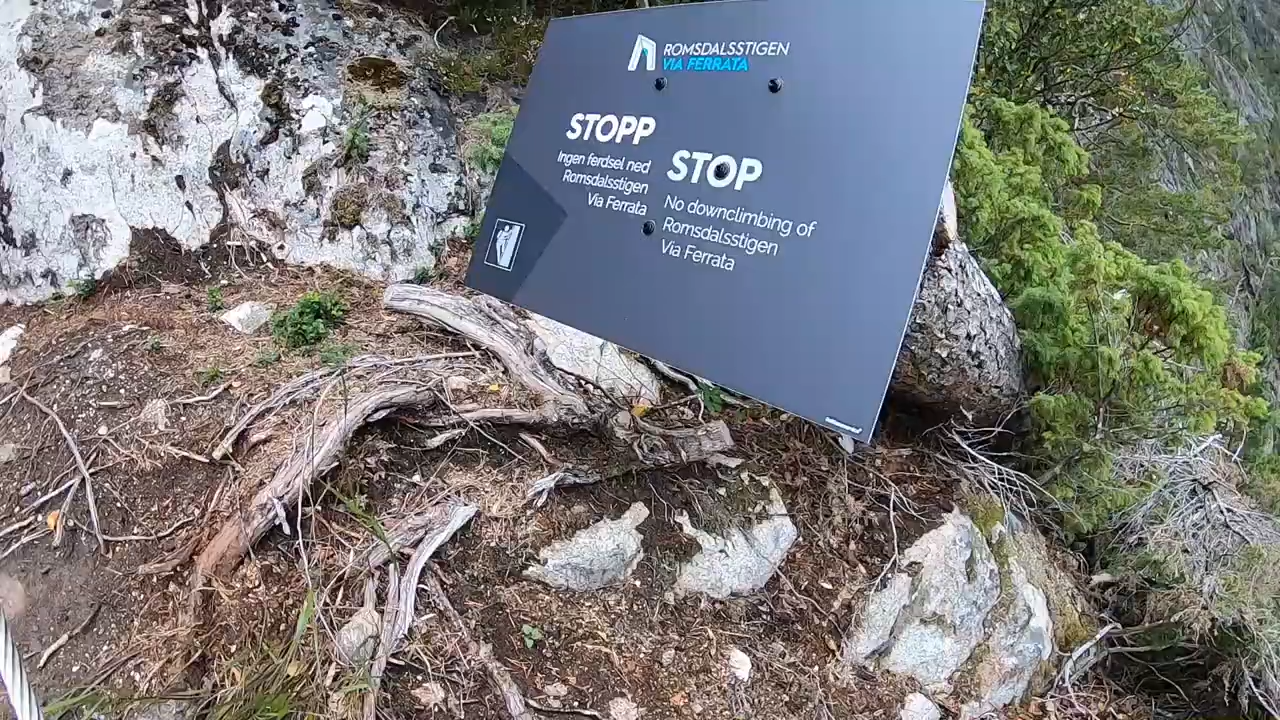 ROMSDALSSTIGEN
VIA FERRATA
STOPP
Ingen ferdsel ned
Romsdalsstigen
Via Ferrata
STOP
No downclimbing of
Romsdalsstigen
Via Ferrata